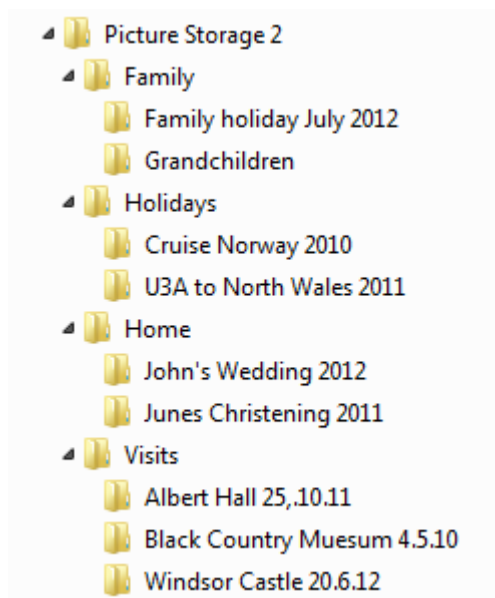 Picture Storage 2
Family
Family holiday July 2012
Grandchildren
Holidays
Cruise Norway 2010
U3A to North Wales 2011
Home
John's Wedding 2012
Junes Christening 2011
Visits
Albert Hall 25,.10.11
Black Country Muesum 4.5.10
Windsor Castle 20.6.12